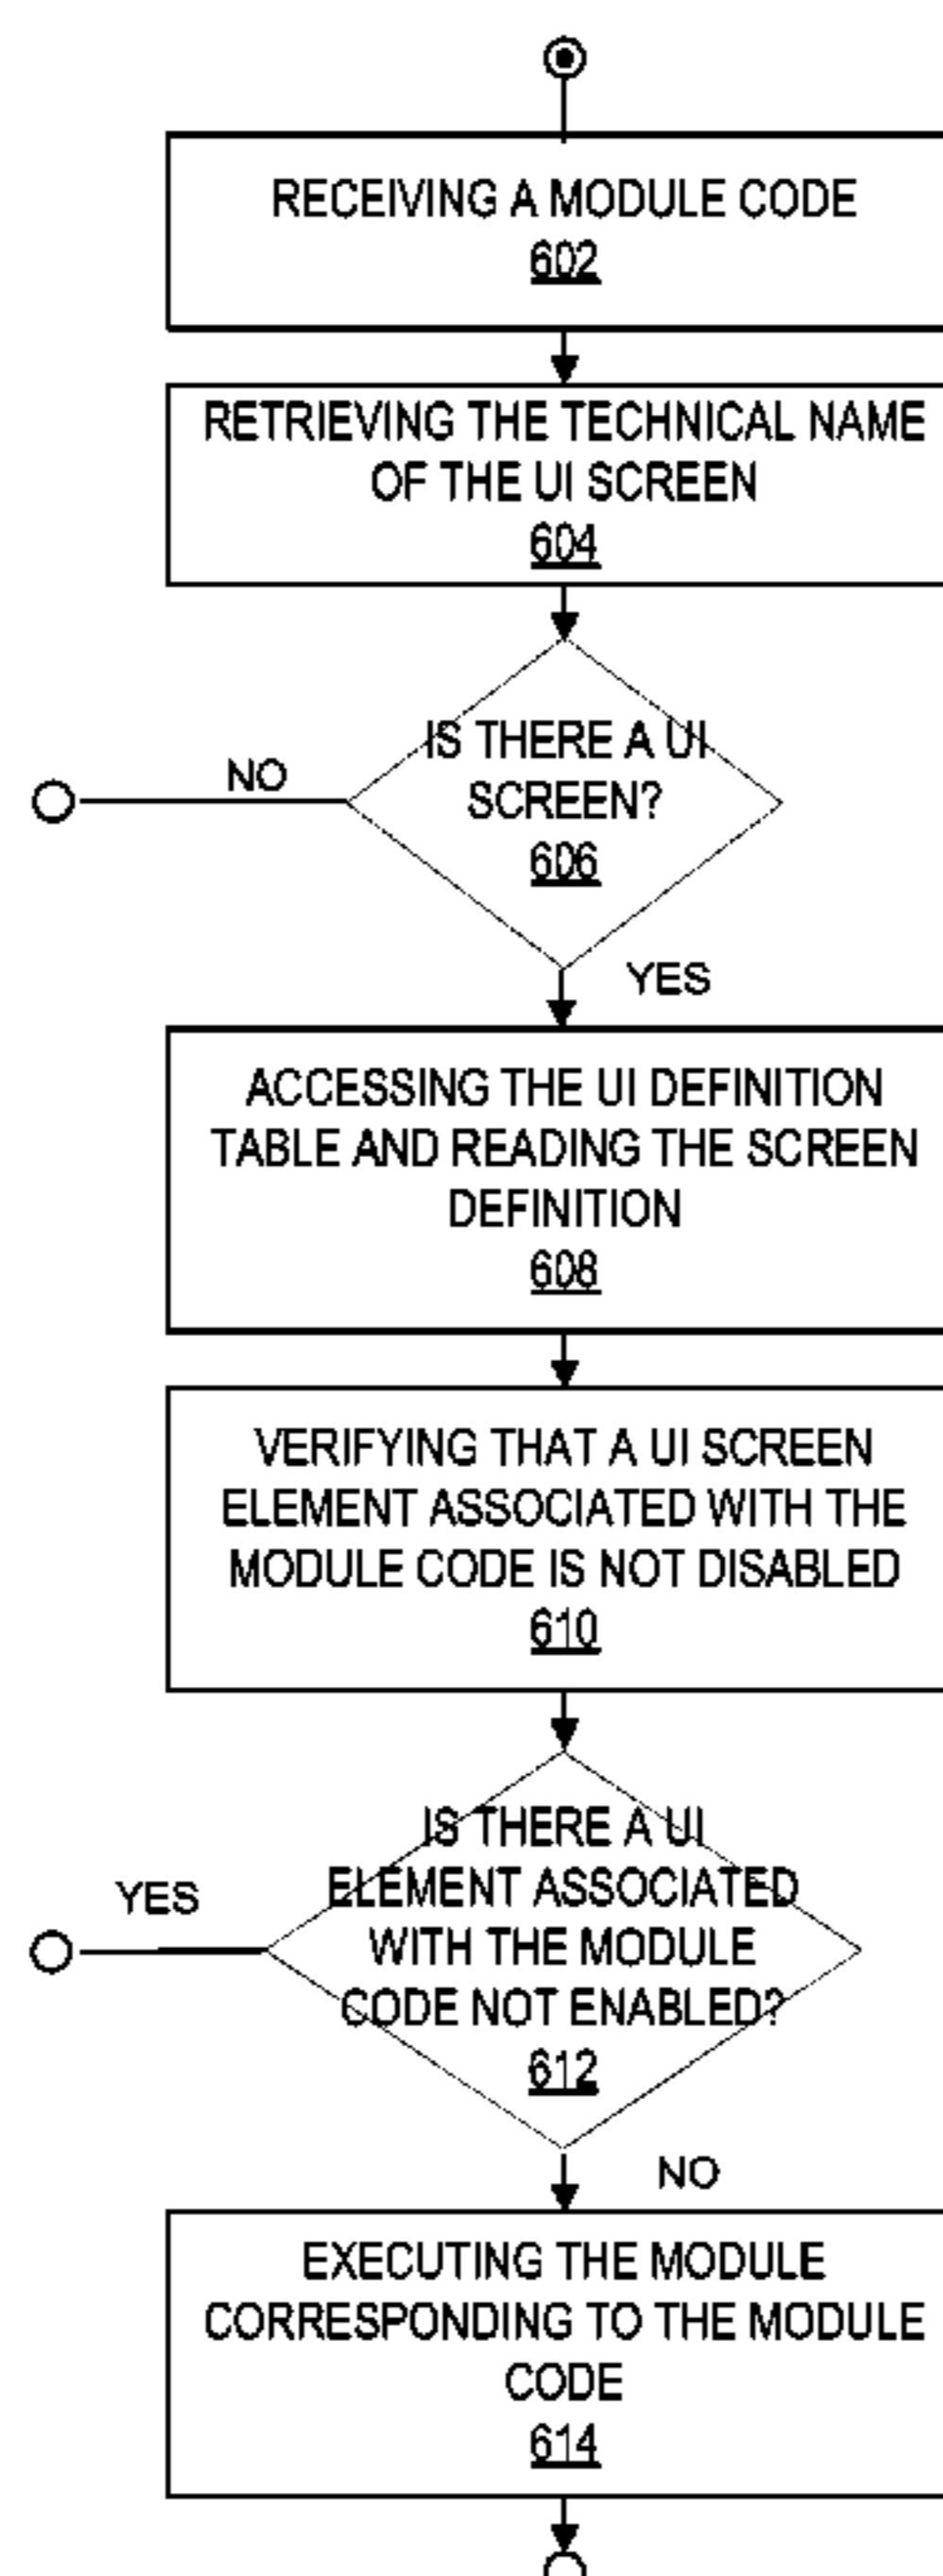 RECEIVING A MODULE CODE
602
RETRIEVING THE TECHNICAL NAME
OF THE UI SCREEN
604
IS THERE A UI
SCREEN?
606
NO
YES
ACCESSING THE UI DEFINITION
TABLE AND READING THE SCREEN
DEFINITION
608
VERIFYING THAT A UI SCREEN
ELEMENT ASSOCIATED WITH THE
MODULE CODE IS NOT DISABLED
610
IS THERE A UI
ELEMENT ASSOCIATED
WITH THE MODULE
CODE NOT ENABLED?
612
YES
NO
EXECUTING THE MODULE
CORRESPONDING TO THE MODULE
CODE
614